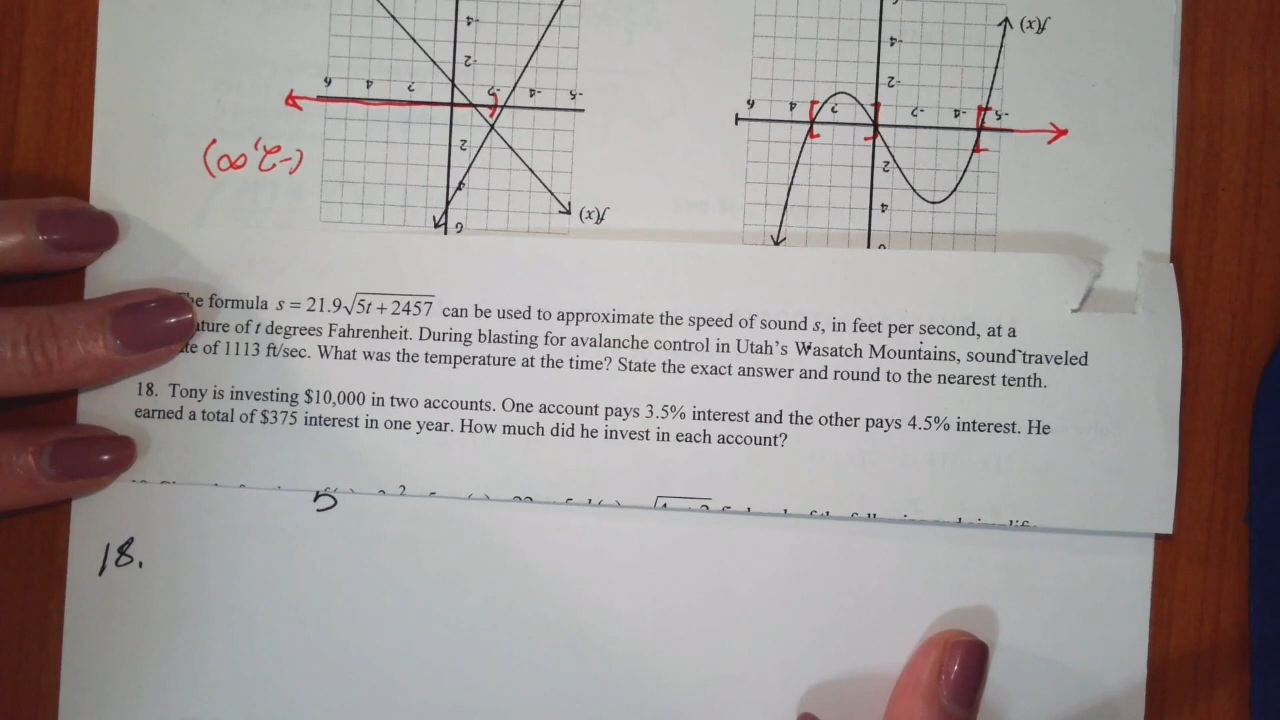 f(x)
f(x)
(-2,∞)
formula s = 21.9√5t + 2457 can be used to approximate the speed of sound s, in feet per second, at a
of t degrees Fahrenheit. During blasting for avalanche control in Utah's Wasatch Mountains, sound traveled
of 1113 ft/sec. What was the temperature at the time? State the exact answer and round to the nearest tenth.
18. Tony is investing $10,000 in two accounts. One account pays 3.5% interest and the other pays 4.5% interest. He
earned a total of $375 interest in one year. How much did he invest in each account?
5
18.